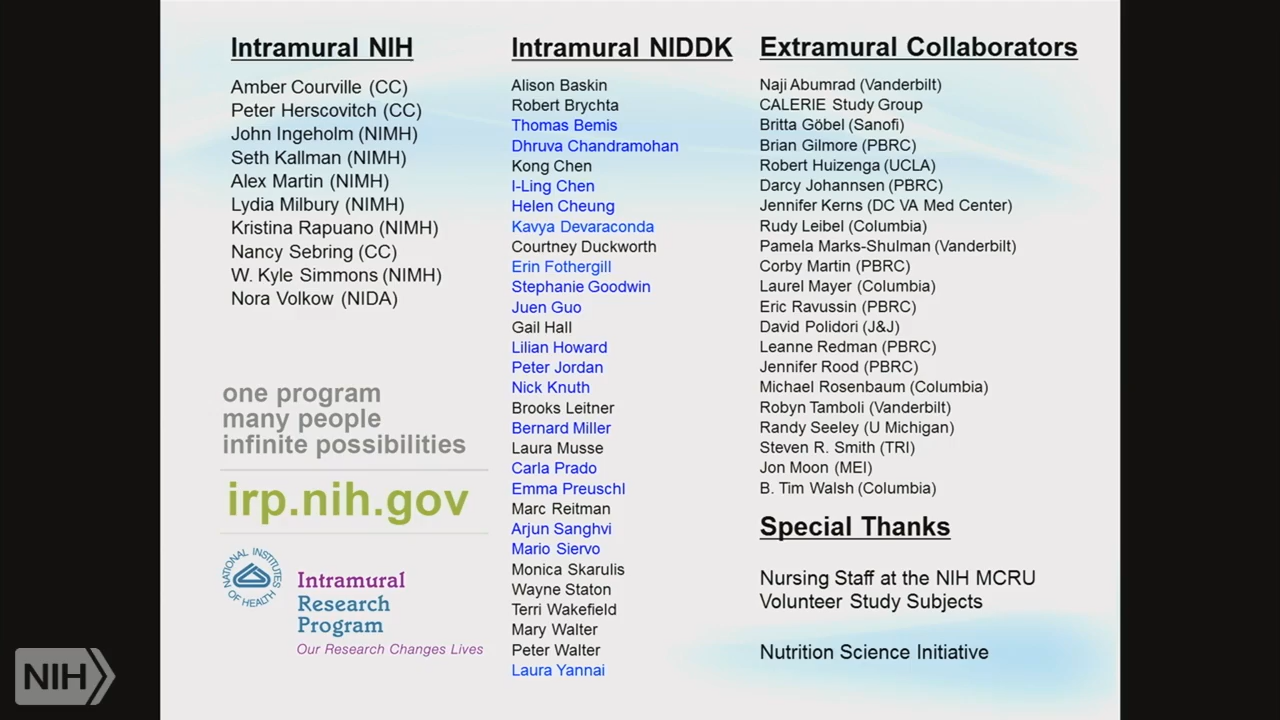 Intramural NIH
Amber Courville (CC)
Peter Herscovitch (CC)
John Ingeholm (NIMH)
Seth Kallman (NIMH)
Alex Martin (NIMH)
Lydia Milbury (NIMH)
Kristina Rapuano (NIMH)
Nancy Sebring (CC)
W. Kyle Simmons (NIMH)
Nora Volkow (NIDA)
one program
many people
infinite possibilities
irp.nih.gov
NATIONAL INSTITUTES OF HEALTH
Intramural
Research
Program
Our Research Changes Lives
NIH
Intramural NIDDK
Alison Baskin
Robert Brychta
Thomas Bemis
Dhruva Chandramohan
Kong Chen
I-Ling Chen
Helen Cheung
Kavya Devaraconda
Courtney Duckworth
Erin Fothergill
Stephanie Goodwin
Juen Guo
Gail Hall
Lilian Howard
Peter Jordan
Nick Knuth
Brooks Leitner
Bernard Miller
Laura Musse
Carla Prado
Emma Preuschl
Marc Reitman
Arjun Sanghvi
Mario Siervo
Monica Skarulis
Wayne Staton
Terri Wakefield
Mary Walter
Peter Walter
Laura Yannai
Extramural Collaborators
Naji Abumrad (Vanderbilt)
CALERIE Study Group
Britta Göbel (Sanofi)
Brian Gilmore (PBRC)
Robert Huizenga (UCLA)
Darcy Johannsen (PBRC)
Jennifer Kerns (DC VA Med Center)
Rudy Leibel (Columbia)
Pamela Marks-Shulman (Vanderbilt)
Corby Martin (PBRC)
Laurel Mayer (Columbia)
Eric Ravussin (PBRC)
David Polidori (J&J)
Leanne Redman (PBRC)
Jennifer Rood (PBRC)
Michael Rosenbaum (Columbia)
Robyn Tamboli (Vanderbilt)
Randy Seeley (U Michigan)
Steven R. Smith (TRI)
Jon Moon (MEI)
B. Tim Walsh (Columbia)
Special Thanks
Nursing Staff at the NIH MCRU
Volunteer Study Subjects
Nutrition Science Initiative